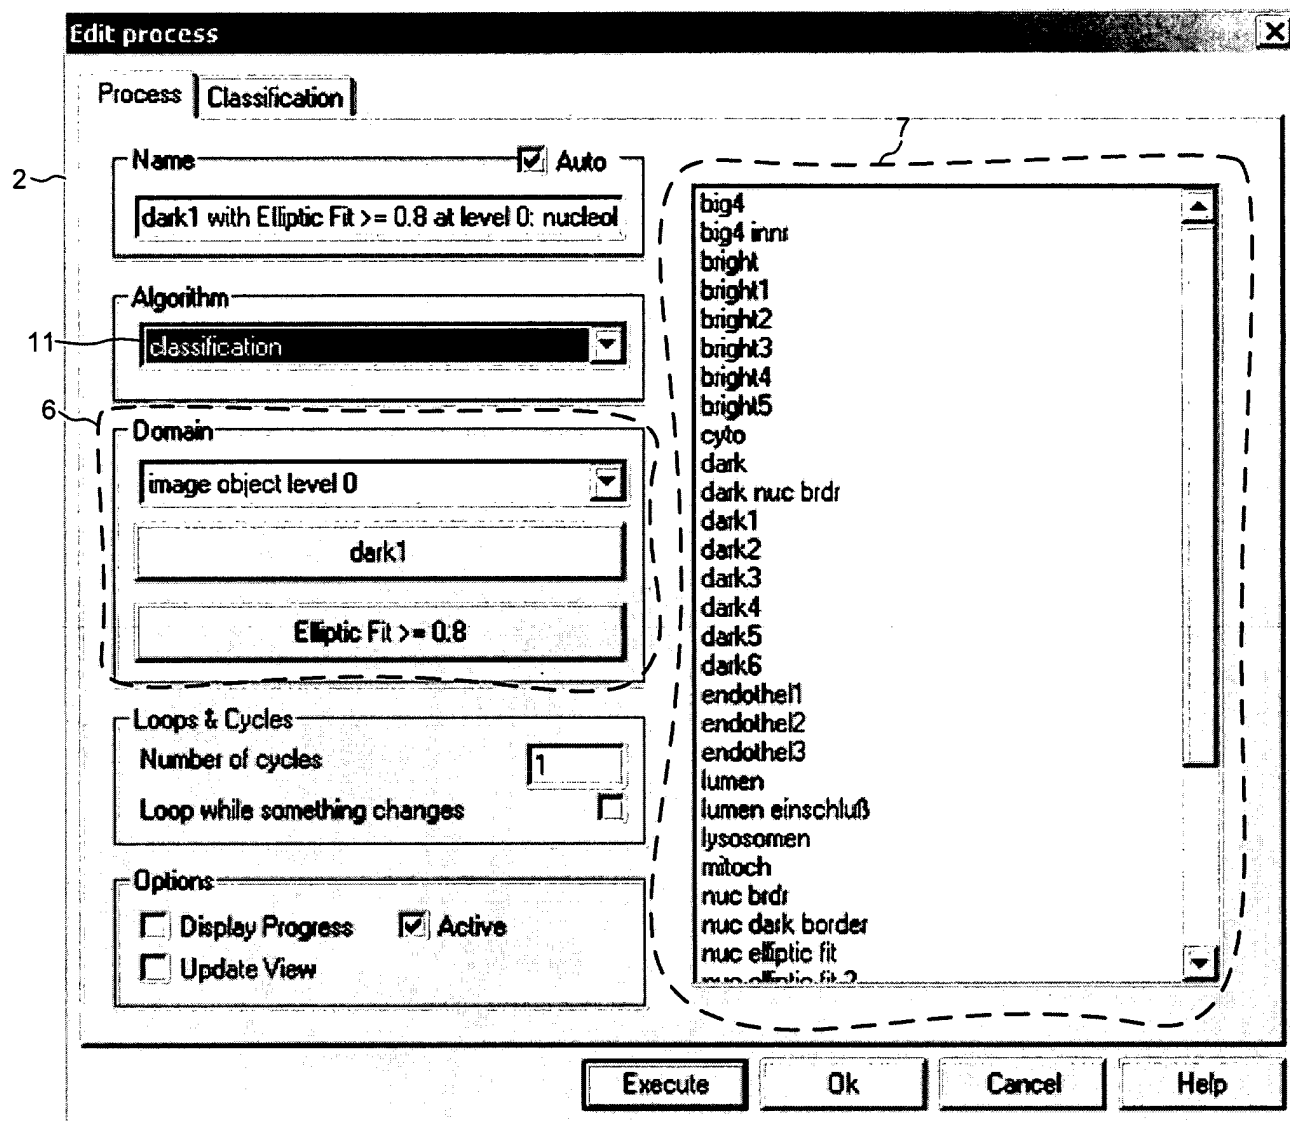 Edit process
Process Classification
7
2
Name Auto
dark1 with Elliptic Fit >= 0.8 at level 0: nucleol
Algorithm
11
classification
6
Domain
image object level 0
dark1
Elliptic Fit >= 0.8
Loops & Cycles
Number of cycles 1
Loop while something changes
Options
Display Progress Active
Update View
big4
big4 innr
bright
bright1
bright2
bright3
bright4
bright5
cyto
dark
dark nuc brdr
dark1
dark2
dark3
dark4
dark5
dark6
endothel1
endothel2
endothel3
lumen
lumen einschluß
lysosomen
mitoch
nuc brdr
nuc dark border
nuc elliptic fit
nuc elliptic fit 2
Execute Ok Cancel Help